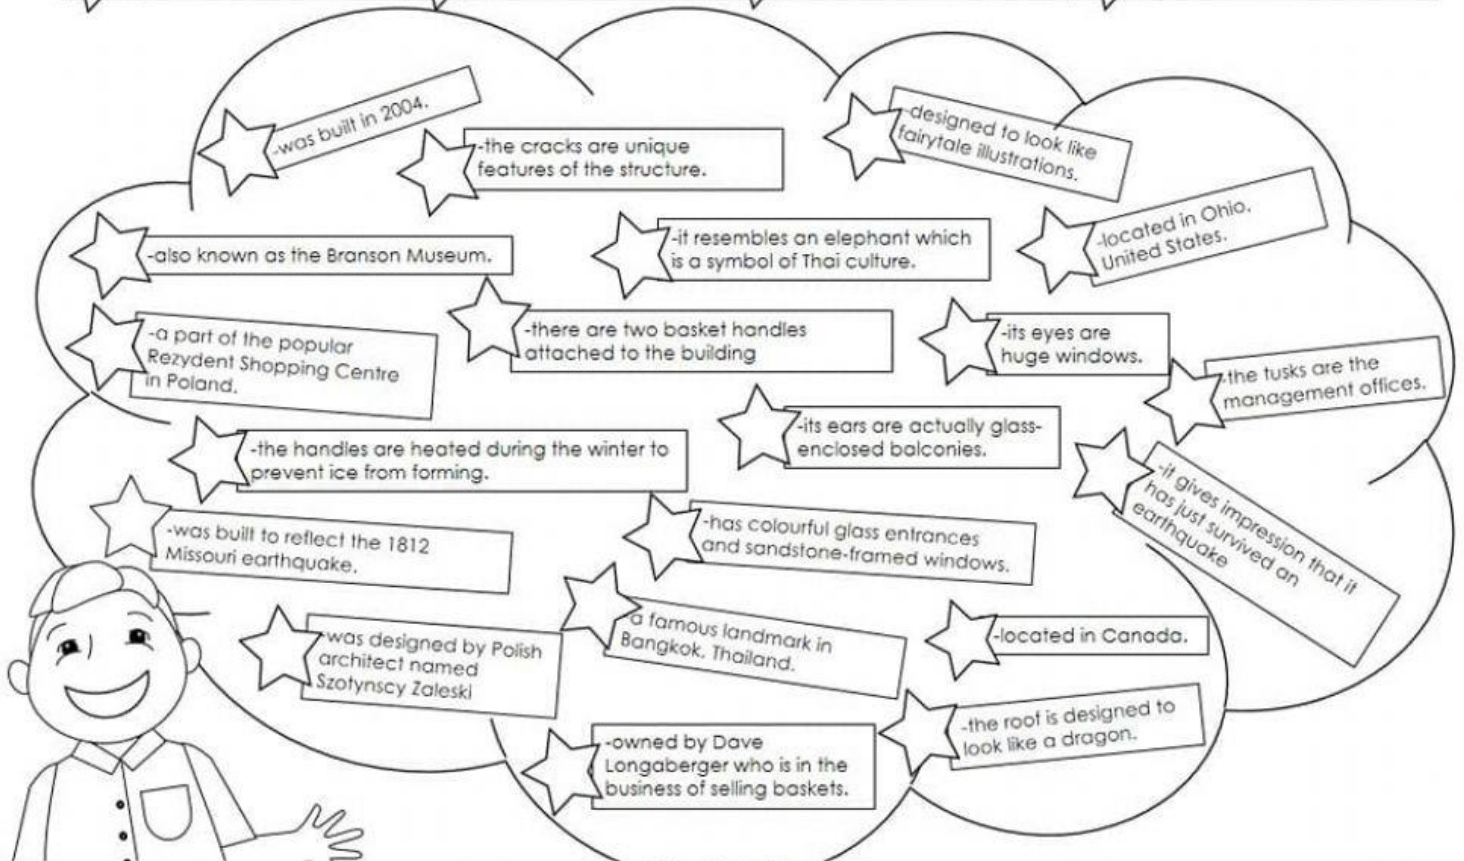 -was built in 2004.
-the cracks are unique
features of the structure.
-designed to look like
fairytale illustrations.
-also known as the Branson Museum.
-it resembles an elephant which
is a symbol of Thai culture.
-located in Ohio,
United States.
-a part of the popular
Rezydent Shopping Centre
in Poland.
-there are two basket handles
attached to the building
-its eyes are
huge windows.
-the tusks are the
management offices.
-the handles are heated during the winter to
prevent ice from forming.
-its ears are actually glass-
enclosed balconies.
-it gives impression that it
has just survived an
earthquake
-was built to reflect the 1812
Missouri earthquake.
-has colourful glass entrances
and sandstone-framed windows.
-was designed by Polish
architect named
Szotynscy Zaleski
-a famous landmark in
Bangkok, Thailand.
-located in Canada.
-owned by Dave
Longaberger who is in the
business of selling baskets.
-the roof is designed to
look like a dragon.